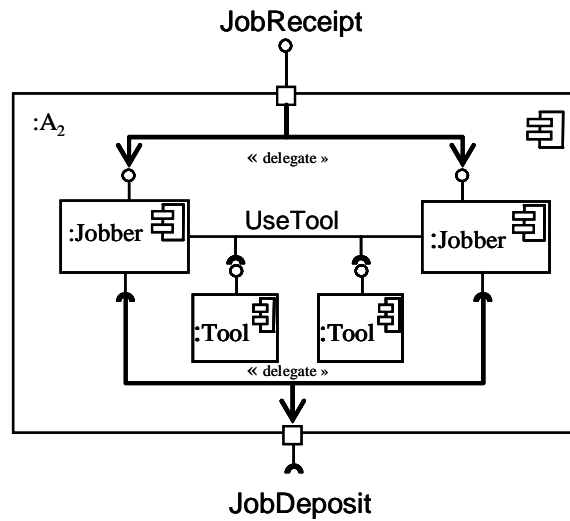 JobReceipt
:A₂
« delegate »
:Jobber
UseTool
:Jobber
:Tool
:Tool
« delegate »
JobDeposit